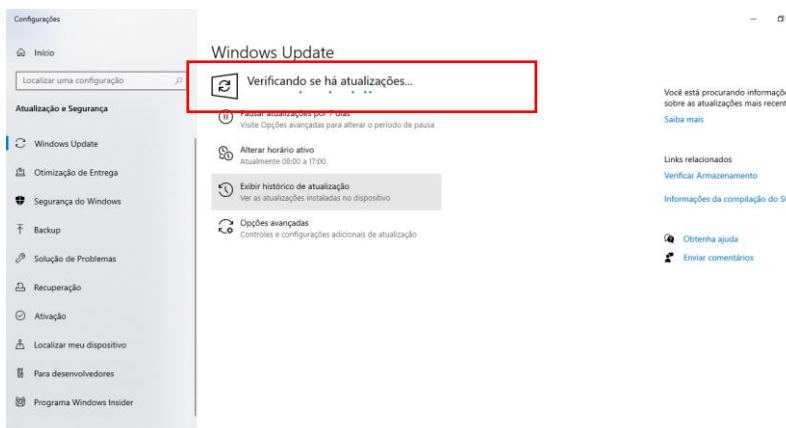 Configurações
Início
Localizar uma configuração
Atualização e Segurança
Windows Update
Otimização de Entrega
Segurança do Windows
Backup
Solução de Problemas
Recuperação
Ativação
Localizar meu dispositivo
Para desenvolvedores
Programa Windows Insider
Windows Update
Verificando se há atualizações...
Pausar atualizações por 7 dias
Visite Opções avançadas para alterar o período de pausa
Alterar horário ativo
Atualmente 08:00 a 17:00
Exibir histórico de atualização
Ver as atualizações instaladas no dispositivo
Opções avançadas
Controles e configurações adicionais de atualização
Você está procurando informaçõe
sobre as atualizações mais recent
Saiba mais
Links relacionados
Verificar Armazenamento
Informações da compilação do
Obtenha ajuda
Enviar comentários